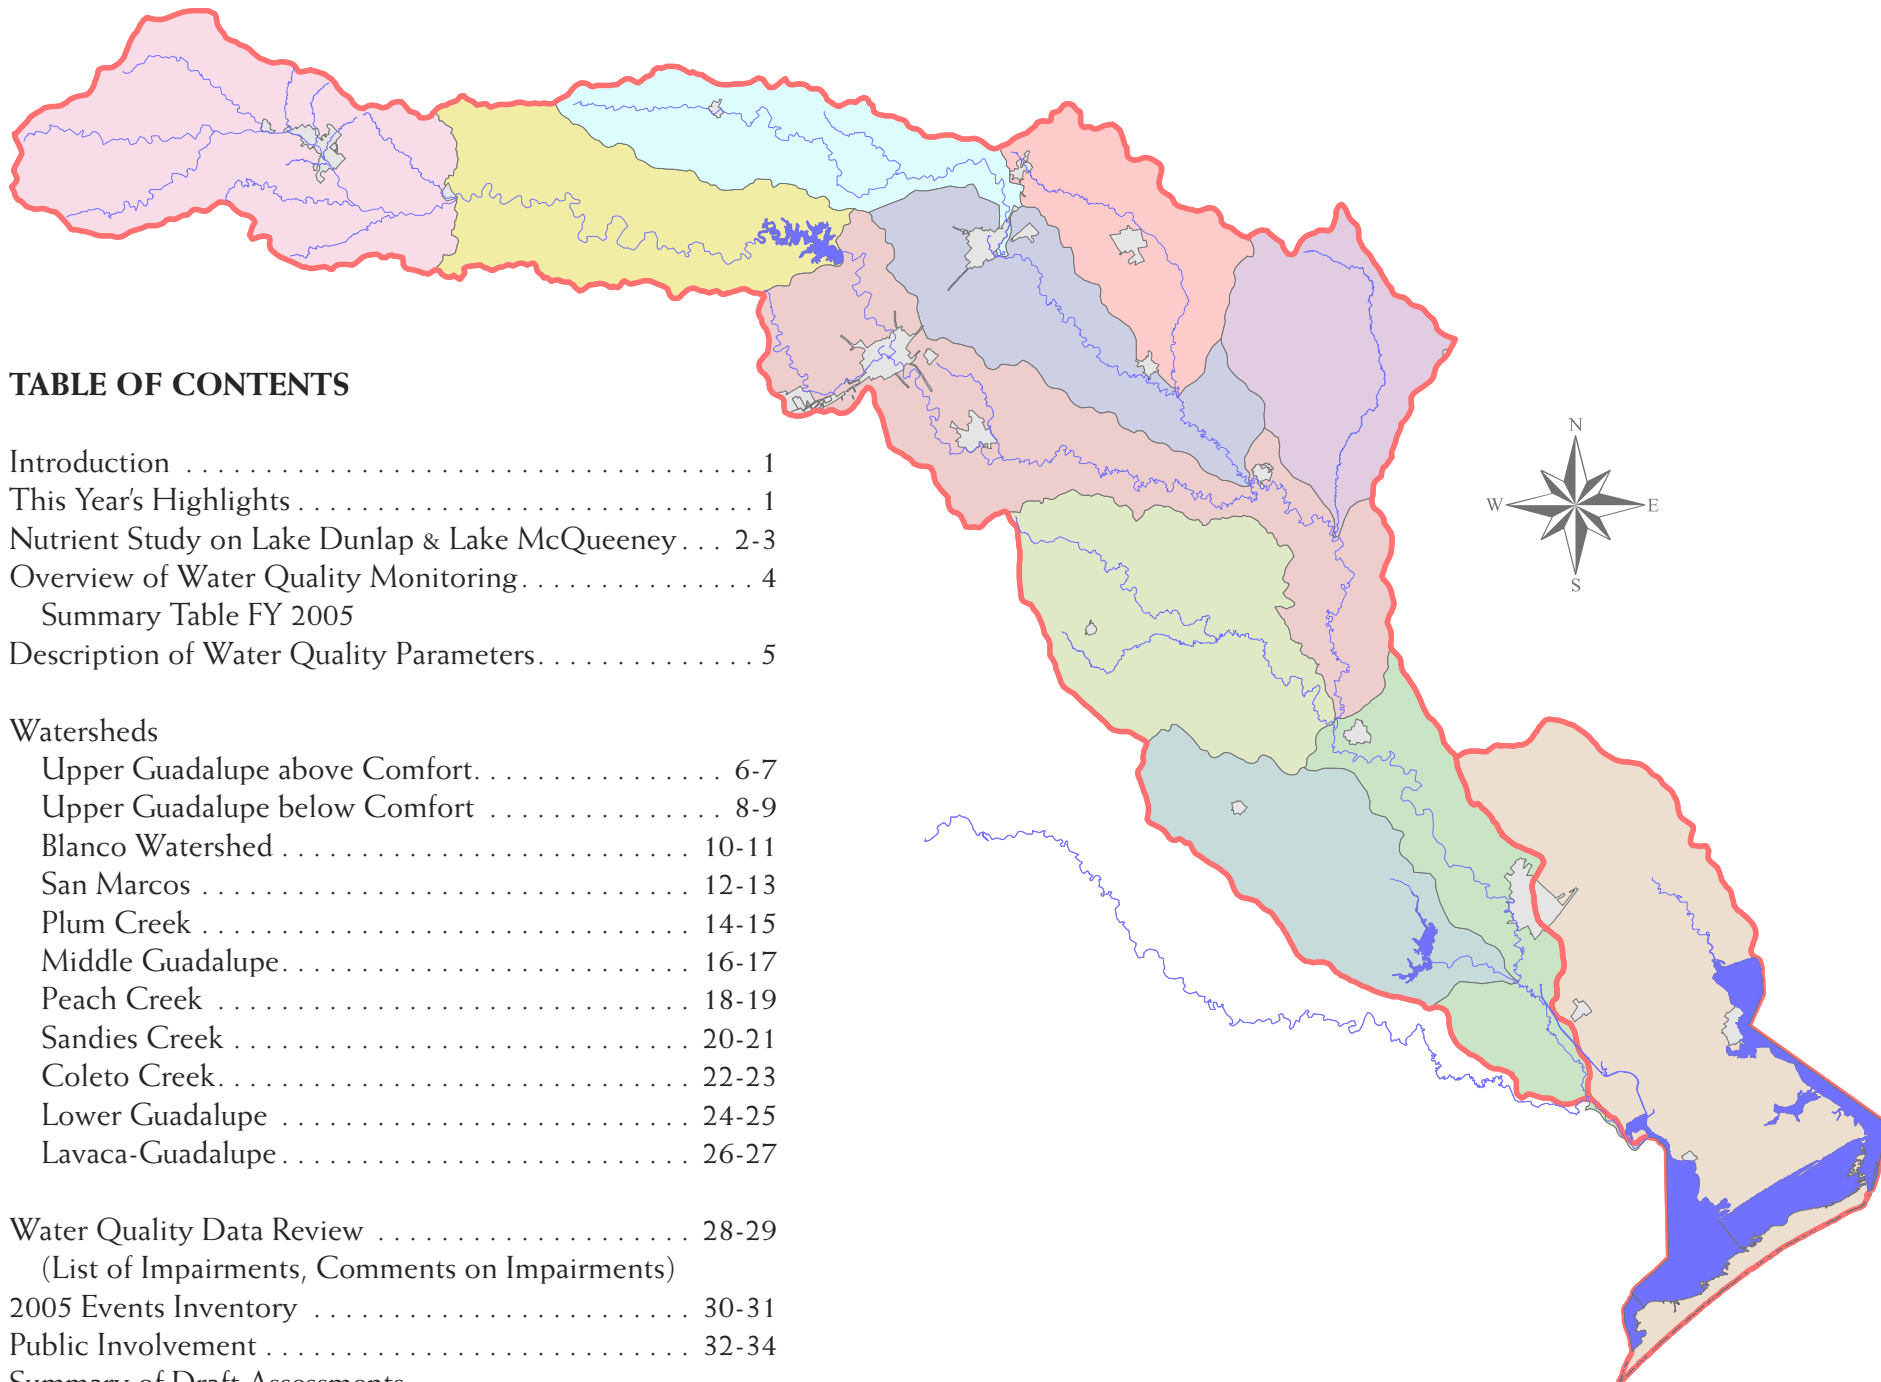 TABLE OF CONTENTS
Introduction . . . . . . . . . . . . . . . . . . . . . . . . . . . . . . . . . . . . 1
This Year's Highlights . . . . . . . . . . . . . . . . . . . . . . . . . . . . . 1
Nutrient Study on Lake Dunlap & Lake McQueeney . . . 2-3
Overview of Water Quality Monitoring. . . . . . . . . . . . . . . 4
Summary Table FY 2005
Description of Water Quality Parameters. . . . . . . . . . . . . . 5
Watersheds
Upper Guadalupe above Comfort. . . . . . . . . . . . . . . . 6-7
Upper Guadalupe below Comfort . . . . . . . . . . . . . . . 8-9
Blanco Watershed . . . . . . . . . . . . . . . . . . . . . . . . . . 10-11
San Marcos . . . . . . . . . . . . . . . . . . . . . . . . . . . . . . . 12-13
Plum Creek . . . . . . . . . . . . . . . . . . . . . . . . . . . . . . . 14-15
Middle Guadalupe. . . . . . . . . . . . . . . . . . . . . . . . . . 16-17
Peach Creek . . . . . . . . . . . . . . . . . . . . . . . . . . . . . . 18-19
Sandies Creek . . . . . . . . . . . . . . . . . . . . . . . . . . . . . 20-21
Coleto Creek. . . . . . . . . . . . . . . . . . . . . . . . . . . . . . 22-23
Lower Guadalupe . . . . . . . . . . . . . . . . . . . . . . . . . . 24-25
Lavaca-Guadalupe . . . . . . . . . . . . . . . . . . . . . . . . . . 26-27
Water Quality Data Review . . . . . . . . . . . . . . . . . . . . 28-29
(List of Impairments, Comments on Impairments)
2005 Events Inventory . . . . . . . . . . . . . . . . . . . . . . . . 30-31
Public Involvement . . . . . . . . . . . . . . . . . . . . . . . . . . . 32-34
Summary of Draft Assessments
N
W E
S